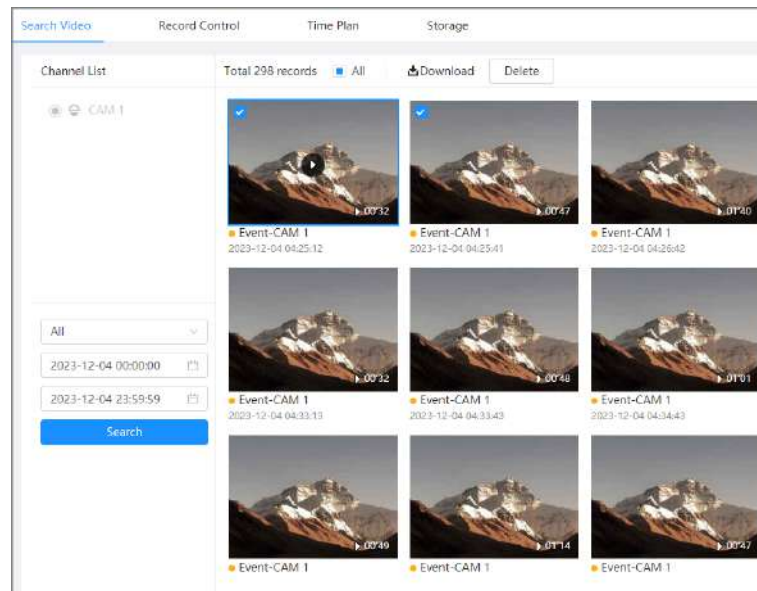 Search Video
Record Control
Time Plan
Storage
Channel List
CAM 1
All
2023-12-04 00:00:00
2023-12-04 23:59:59
Search
Total 298 records
All
Download
Delete
00'32
00'47
01'40
Event-CAM 1
Event-CAM 1
Event-CAM 1
2023-12-04 04:25:12
2023-12-04 04:25:41
2023-12-04 04:26:42
00'32
00'48
01'01
Event-CAM 1
Event-CAM 1
Event-CAM 1
2023-12-04 04:33:13
2023-12-04 04:33:43
2023-12-04 04:34:43
00'49
01'14
00'47
Event-CAM 1
Event-CAM 1
Event-CAM 1